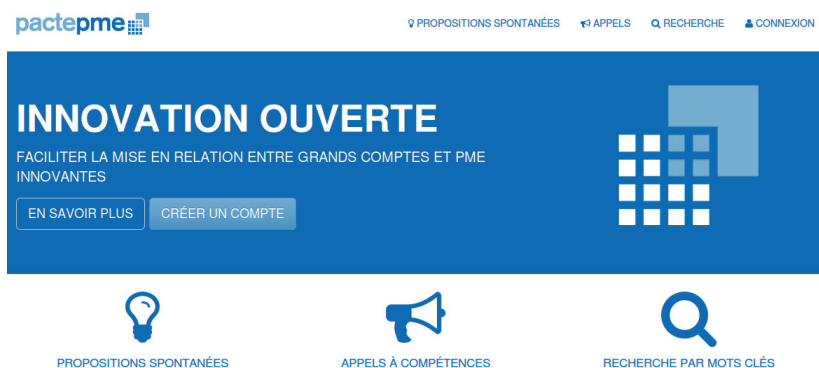 pactepme
PROPOSITIONS SPONTANÉES APPELS RECHERCHE CONNEXION
INNOVATION OUVERTE
FACILITER LA MISE EN RELATION ENTRE GRANDS COMPTES ET PME
INNOVANTES
EN SAVOIR PLUS CRÉER UN COMPTE
PROPOSITIONS SPONTANÉES APPELS À COMPÉTENCES RECHERCHE PAR MOTS CLÉS